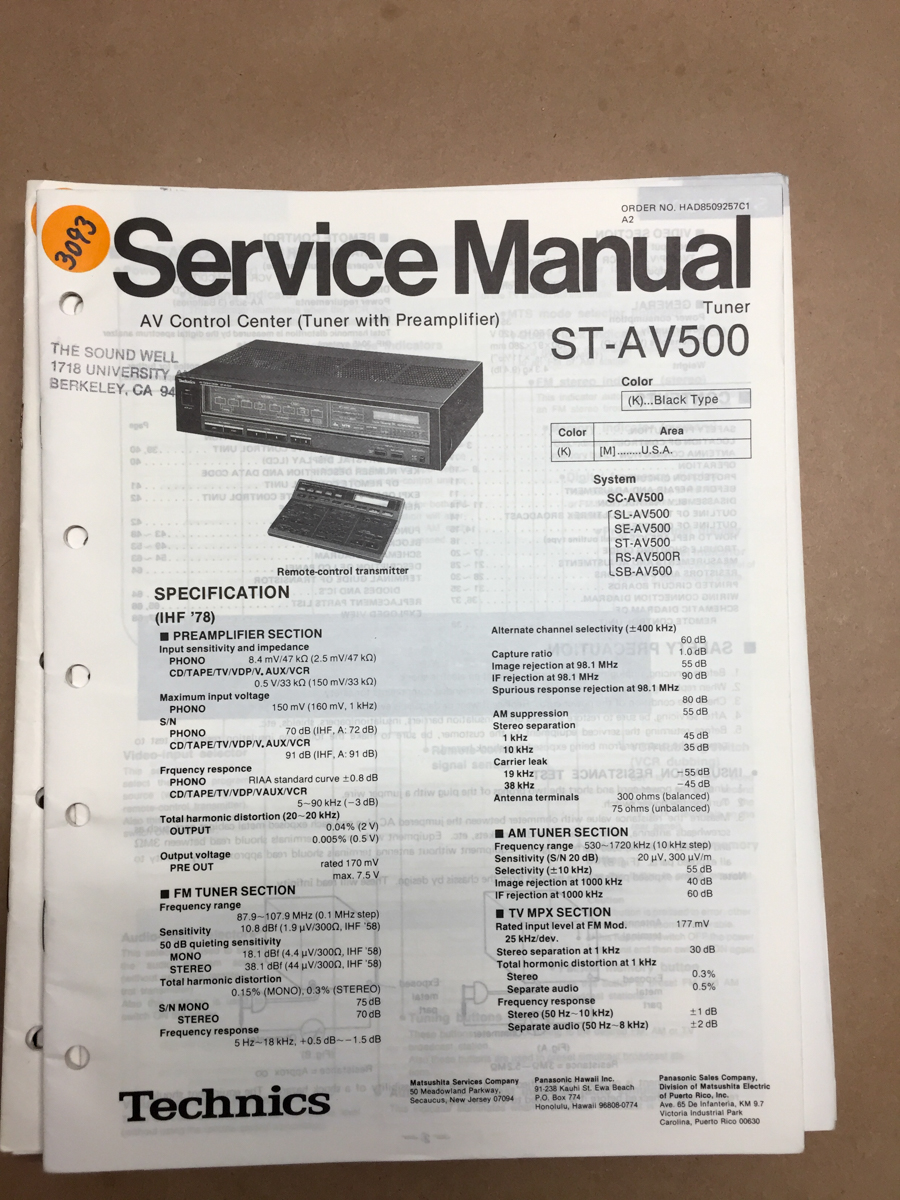 ORDER NO. HAD8509257C1
A2
3093
Service Manual
Tuner
AV Control Center (Tuner with Preamplifier)
ST-AV500
THE SOUND WELL
1718 UNIVERSITY
BERKELEY, CA 94
Technics
Color
(K)...Black Type
Color Area
(K) [M]........U.S.A.
System
SC-AV500
SL-AV500
SE-AV500
ST-AV500
RS-AV500R
SB-AV500
Remote-control transmitter
SPECIFICATION
(IHF '78)
■ PREAMPLIFIER SECTION
Input sensitivity and impedance
PHONO 8.4 mV/47 kΩ (2.5 mV/47 kΩ)
CD/TAPE/TV/VDP/V. AUX/VCR
0.5 V/33 kΩ (150 mV/33 kΩ)
Maximum input voltage
PHONO 150 mV (160 mV, 1 kHz)
S/N
PHONO 70 dB (IHF, A: 72 dB)
CD/TAPE/TV/VDP/V. AUX/VCR
91 dB (IHF, A: 91 dB)
Frquency responce
PHONO RIAA standard curve ±0.8 dB
CD/TAPE/TV/VDP/VAUX/VCR
5~90 kHz (−3 dB)
Total harmonic distortion (20~20 kHz)
OUTPUT 0.04% (2 V)
0.005% (0.5 V)
Output voltage
PRE OUT rated 170 mV
max. 7.5 V
■ FM TUNER SECTION
Frequency range
87.9~107.9 MHz (0.1 MHz step)
Sensitivity 10.8 dBf (1.9 µV/300Ω, IHF '58)
50 dB quieting sensitivity
MONO 18.1 dBf (4.4 µV/300Ω, IHF '58)
STEREO 38.1 dBf (44 µV/300Ω, IHF '58)
Total harmonic distortion
0.15% (MONO), 0.3% (STEREO)
S/N MONO 75 dB
STEREO 70 dB
Frequency response
5 Hz~18 kHz, +0.5 dB~−1.5 dB
Alternate channel selectivity (±400 kHz)
60 dB
Capture ratio 1.0 dB
Image rejection at 98.1 MHz 55 dB
IF rejection at 98.1 MHz 90 dB
Spurious response rejection at 98.1 MHz
80 dB
AM suppression 55 dB
Stereo separation
1 kHz 45 dB
10 kHz 35 dB
Carrier leak
19 kHz −55 dB
38 kHz −45 dB
Antenna terminals 300 ohms (balanced)
75 ohms (unbalanced)
■ AM TUNER SECTION
Frequency range 530~1720 kHz (10 kHz step)
Sensitivity (S/N 20 dB) 20 µV, 300 µV/m
Selectivity (±10 kHz) 55 dB
Image rejection at 1000 kHz 40 dB
IF rejection at 1000 kHz 60 dB
■ TV MPX SECTION
Rated input level at FM Mod. 177 mV
25 kHz/dev.
Stereo separation at 1 kHz 30 dB
Total hormonic distortion at 1 kHz
Stereo 0.3%
Separate audio 0.5%
Frequency response
Stereo (50 Hz~10 kHz) ±1 dB
Separate audio (50 Hz~8 kHz) ±2 dB
Technics
Matsushita Services Company
50 Meadowland Parkway,
Secaucus, New Jersey 07094
Panasonic Hawaii Inc.
91-238 Kauhi St. Ewa Beach
P.O. Box 774
Honolulu, Hawaii 96808-0774
Panasonic Sales Company,
Division of Matsushita Electric
of Puerto Rico, Inc.
Ave. 65 De Infanteria, KM 9.7
Victoria Industrial Park
Carolina, Puerto Rico 00630